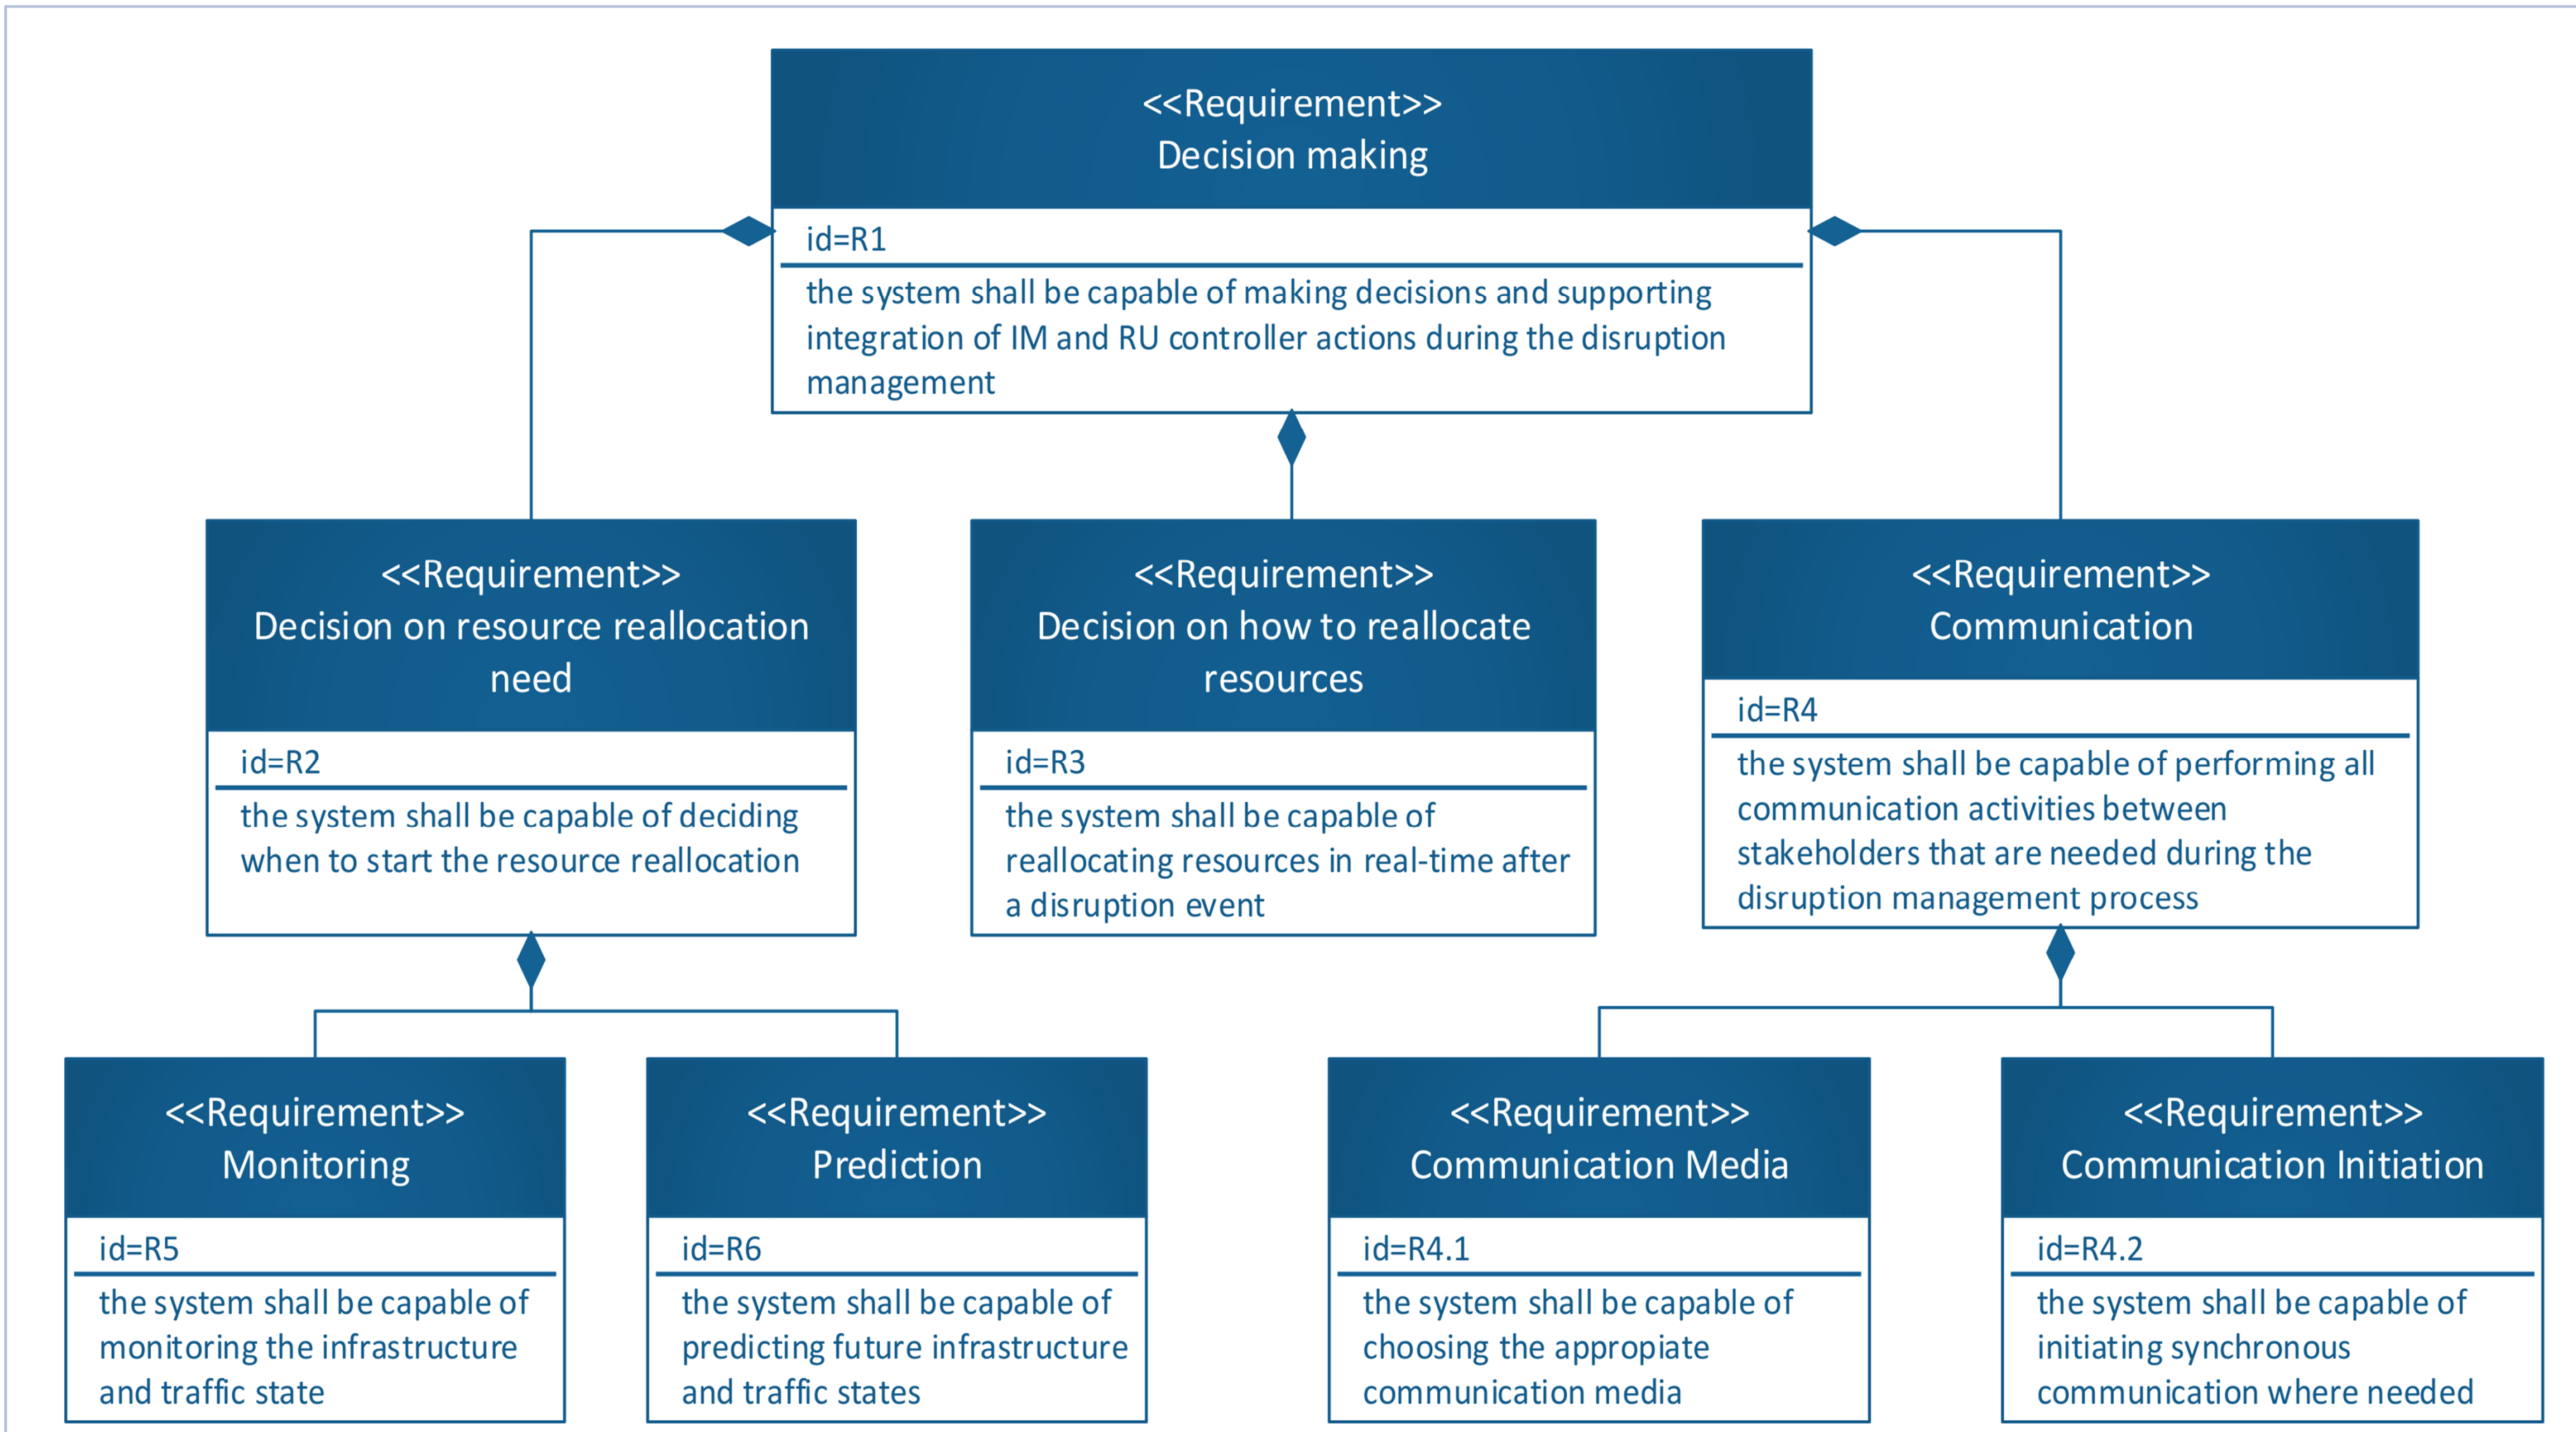 <<Requirement>>
Decision making
id=R1
the system shall be capable of making decisions and supporting
integration of IM and RU controller actions during the disruption
management
<<Requirement>>
Decision on resource reallocation
need
id=R2
the system shall be capable of deciding
when to start the resource reallocation
<<Requirement>>
Decision on how to reallocate
resources
id=R3
the system shall be capable of
reallocating resources in real-time after
a disruption event
<<Requirement>>
Communication
id=R4
the system shall be capable of performing all
communication activities between
stakeholders that are needed during the
disruption management process
<<Requirement>>
Monitoring
id=R5
the system shall be capable of
monitoring the infrastructure
and traffic state
<<Requirement>>
Prediction
id=R6
the system shall be capable of
predicting future infrastructure
and traffic states
<<Requirement>>
Communication Media
id=R4.1
the system shall be capable of
choosing the appropiate
communication media
<<Requirement>>
Communication Initiation
id=R4.2
the system shall be capable of
initiating synchronous
communication where needed